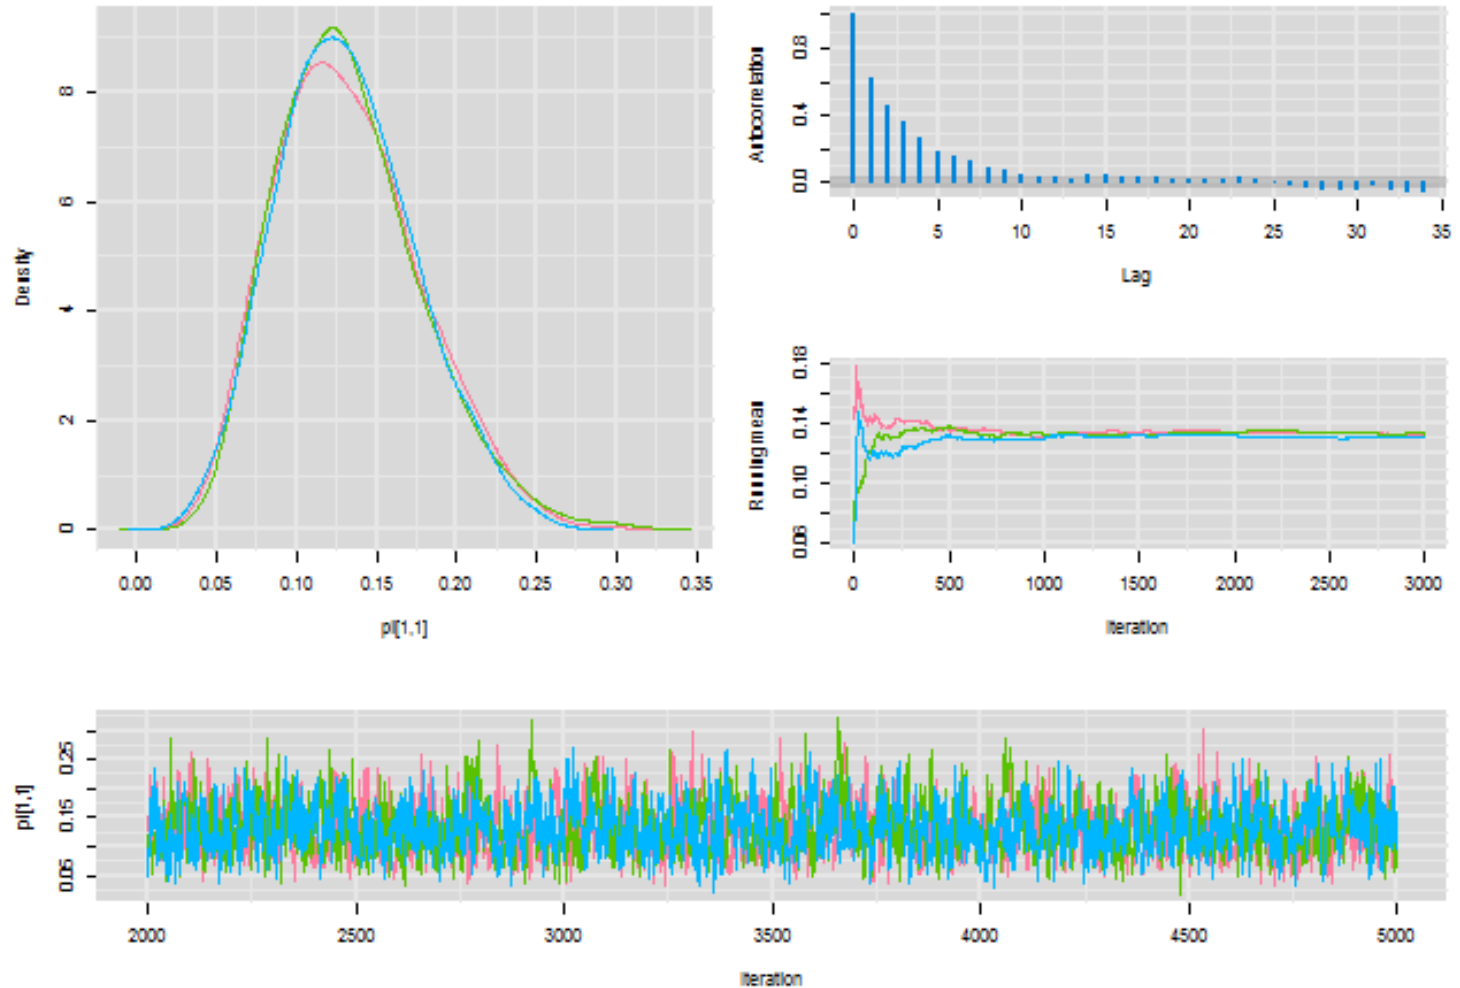 Density
0 2 4 6 8
0.00 0.05 0.10 0.15 0.20 0.25 0.30 0.35
pi[1,1]
Autocorrelation
0.0 0.4 0.8
0 5 10 15 20 25 30 35
Lag
Running mean
0.06 0.10 0.14 0.18
0 500 1000 1500 2000 2500 3000
Iteration
pi[1,1]
0.05 0.15 0.25
2000 2500 3000 3500 4000 4500 5000
Iteration